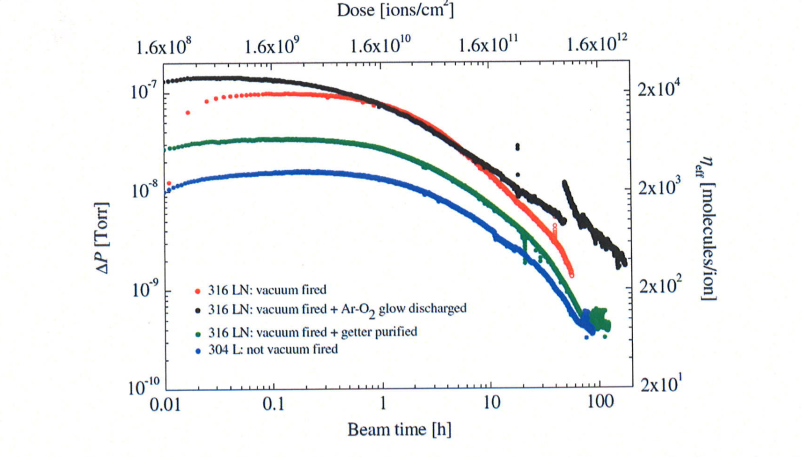 Dose [ions/cm²]
1.6x10⁸ 1.6x10⁹ 1.6x10¹⁰ 1.6x10¹¹ 1.6x10¹²
10⁻⁷ 2x10⁴
10⁻⁸ 2x10³
ΔP [Torr] η_eff [molecules/ion]
10⁻⁹ 2x10²
316 LN: vacuum fired
316 LN: vacuum fired + Ar-O₂ glow discharged
316 LN: vacuum fired + getter purified
304 L: not vacuum fired
10⁻¹⁰ 2x10¹
0.01 0.1 1 10 100
Beam time [h]